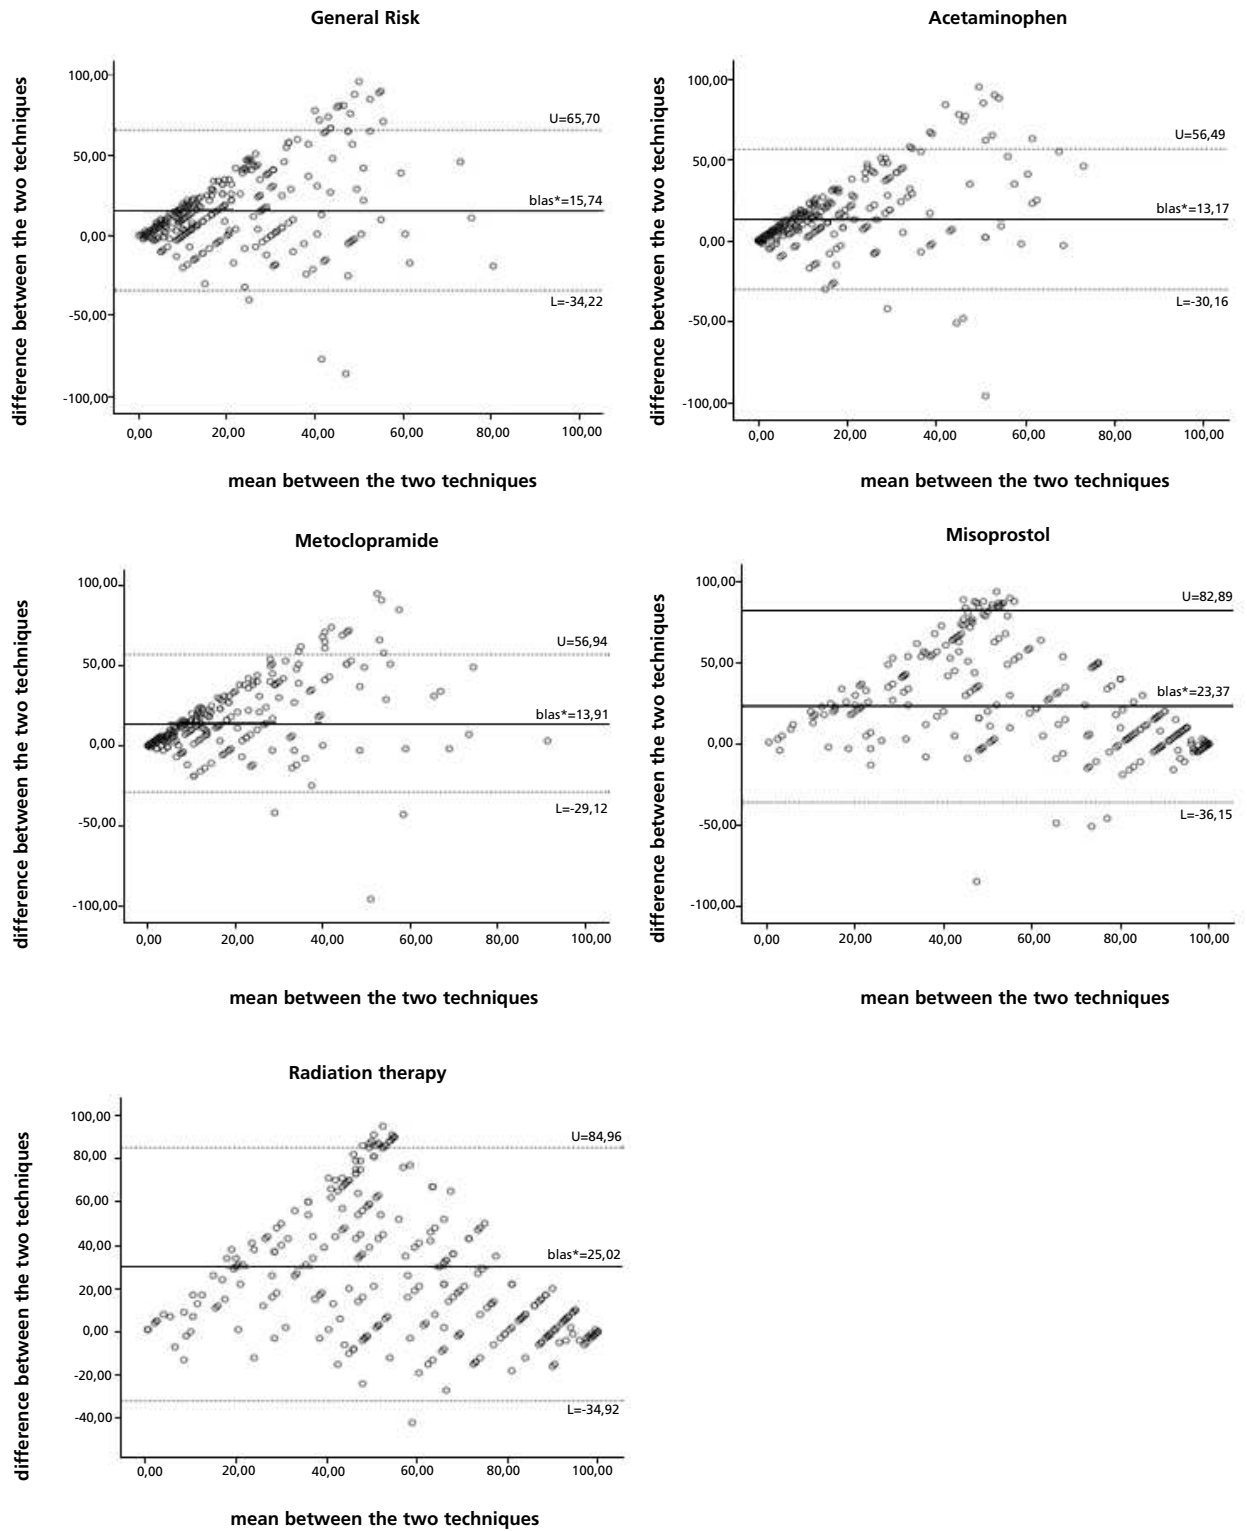 General Risk
difference between the two techniques
100,00
50,00
0,00
-50,00
-100,00
U=65,70
blas*=15,74
L=-34,22
0,00 20,00 40,00 60,00 80,00 100,00
mean between the two techniques
Acetaminophen
difference between the two techniques
100,00
50,00
0,00
-50,00
-100,00
U=56,49
blas*=13,17
L=-30,16
0,00 20,00 40,00 60,00 80,00 100,00
mean between the two techniques
Metoclopramide
difference between the two techniques
100,00
50,00
0,00
-50,00
-100,00
U=56,94
blas*=13,91
L=-29,12
0,00 20,00 40,00 60,00 80,00 100,00
mean between the two techniques
Misoprostol
difference between the two techniques
100,00
50,00
0,00
-50,00
-100,00
U=82,89
blas*=23,37
L=-36,15
0,00 20,00 40,00 60,00 80,00 100,00
mean between the two techniques
Radiation therapy
difference between the two techniques
100,00
80,00
60,00
40,00
20,00
0,00
-20,00
-40,00
U=84,96
blas*=25,02
L=-34,92
0,00 20,00 40,00 60,00 80,00 100,00
mean between the two techniques